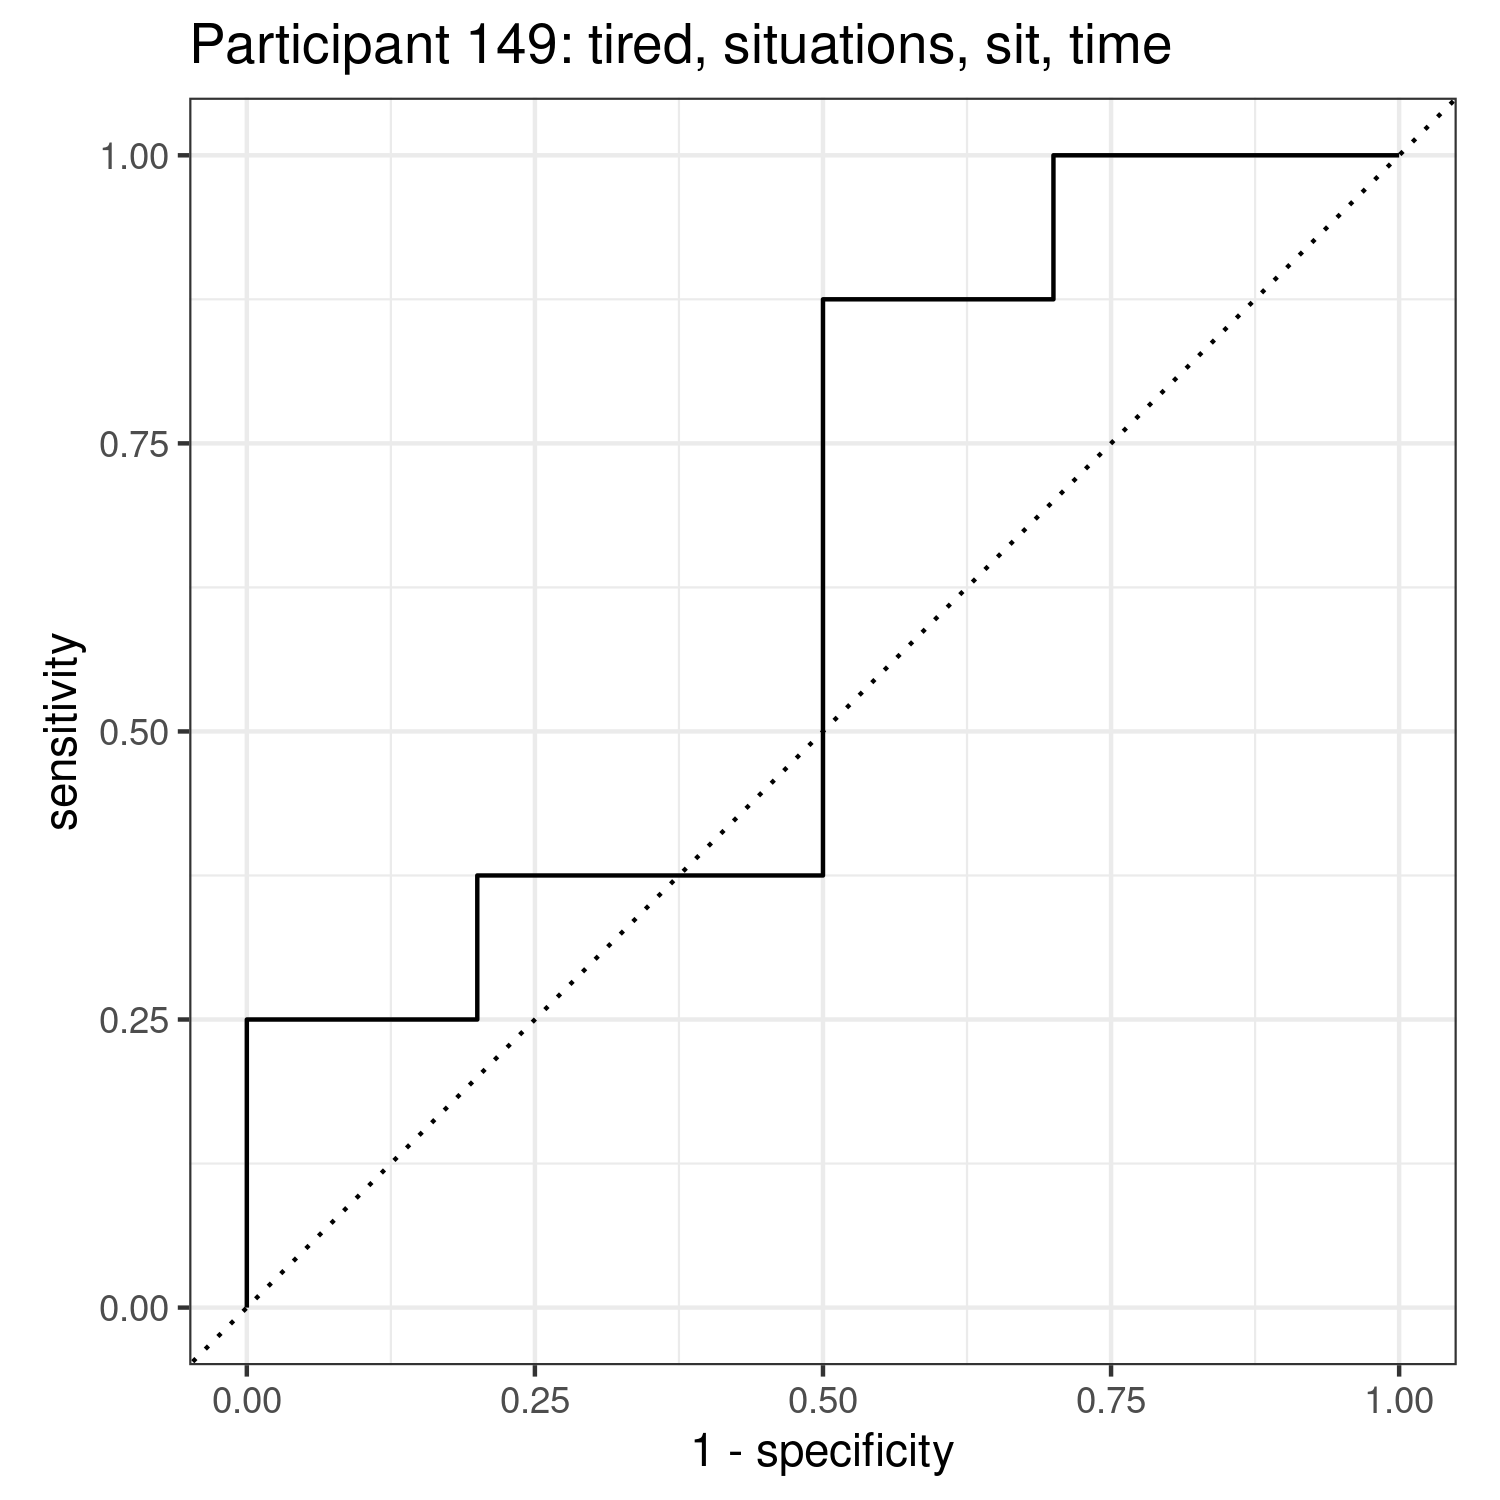 Participant 149: tired, situations, sit, time
1.00
0.75
0.50
0.25
0.00
sensitivity
0.00 0.25 0.50 0.75 1.00
1 - specificity